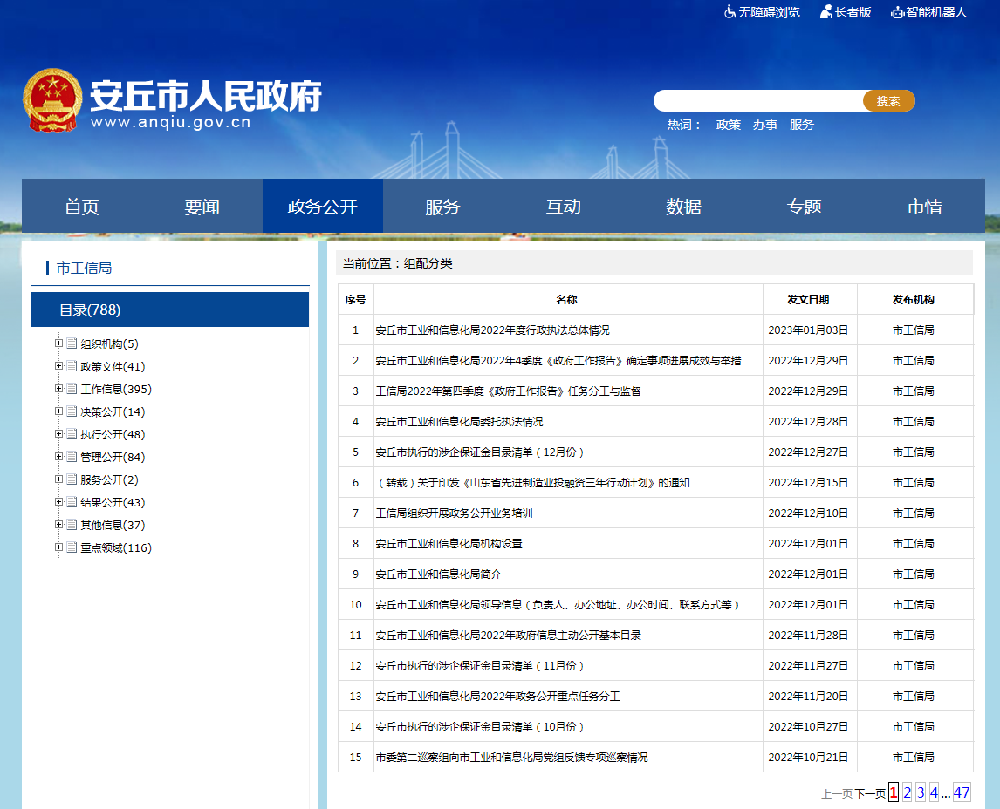 无障碍浏览 长者版 智能机器人
安丘市人民政府
www.anqiu.gov.cn
搜索
热词： 政策 办事 服务
首页 要闻 政务公开 服务 互动 数据 专题 市情
市工信局
目录(788)
组织机构(5)
政策文件(41)
工作信息(395)
决策公开(14)
执行公开(48)
管理公开(84)
服务公开(2)
结果公开(43)
其他信息(37)
重点领域(116)
当前位置：组配分类
序号 名称 发文日期 发布机构
1 安丘市工业和信息化局2022年度行政执法总体情况 2023年01月03日 市工信局
2 安丘市工业和信息化局2022年4季度《政府工作报告》确定事项进展成效与举措 2022年12月29日 市工信局
3 工信局2022年第四季度《政府工作报告》任务分工与监督 2022年12月29日 市工信局
4 安丘市工业和信息化局委托执法情况 2022年12月28日 市工信局
5 安丘市执行的涉企保证金目录清单（12月份） 2022年12月27日 市工信局
6 （转载）关于印发《山东省先进制造业投融资三年行动计划》的通知 2022年12月15日 市工信局
7 工信局组织开展政务公开业务培训 2022年12月10日 市工信局
8 安丘市工业和信息化局机构设置 2022年12月01日 市工信局
9 安丘市工业和信息化局简介 2022年12月01日 市工信局
10 安丘市工业和信息化局领导信息（负责人、办公地址、办公时间、联系方式等） 2022年12月01日 市工信局
11 安丘市工业和信息化局2022年政府信息主动公开基本目录 2022年11月28日 市工信局
12 安丘市执行的涉企保证金目录清单（11月份） 2022年11月27日 市工信局
13 安丘市工业和信息化局2022年政务公开重点任务分工 2022年11月20日 市工信局
14 安丘市执行的涉企保证金目录清单（10月份） 2022年10月27日 市工信局
15 市委第二巡察组向市工业和信息化局党组反馈专项巡察情况 2022年10月21日 市工信局
上一页 下一页 1 2 3 4 ... 47